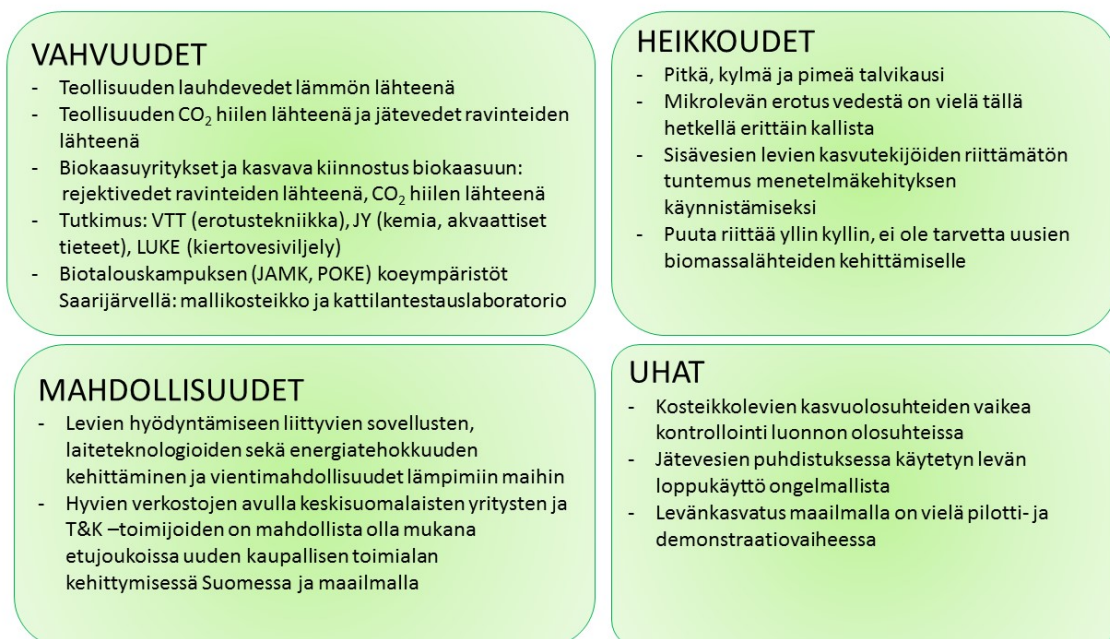 VAHVUUDET
- Teollisuuden lauhdevedet lämmön lähteenä
- Teollisuuden CO₂ hiilen lähteenä ja jätevedet ravinteiden
lähteenä
- Biokaasuyritykset ja kasvava kiinnostus biokaasuun:
rejektivedet ravinteiden lähteenä, CO₂ hiilen lähteenä
- Tutkimus: VTT (erotustekniikka), JY (kemia, akvaattiset
tieteet), LUKE (kiertovesiviljely)
- Biotalouskampuksen (JAMK, POKE) koeympäristöt
Saarijärvellä: mallikosteikko ja kattilantestauslaboratorio
HEIKKOUDET
- Pitkä, kylmä ja pimeä talvikausi
- Mikrolevän erotus vedestä on vielä tällä
hetkellä erittäin kallista
- Sisävesien levien kasvutekijöiden riittämätön
tuntemus menetelmäkehityksen
käynnistämiseksi
- Puuta riittää yllin kyllin, ei ole tarvetta uusien
biomassalähteiden kehittämiselle
MAHDOLLISUUDET
- Levien hyödyntämiseen liittyvien sovellusten,
laiteteknologioiden sekä energiatehokkuuden
kehittäminen ja vientimahdollisuudet lämpimiin maihin
- Hyvien verkostojen avulla keskisuomalaisten yritysten ja
T&K –toimijoiden on mahdollista olla mukana
etujoukoissa uuden kaupallisen toimialan
kehittymisessä Suomessa ja maailmalla
UHAT
- Kosteikkolevien kasvuolosuhteiden vaikea
kontrollointi luonnon olosuhteissa
- Jätevesien puhdistuksessa käytetyn levän
loppukäyttö ongelmallista
- Levänkasvatus maailmalla on vielä pilotti- ja
demonstraatiovaiheessa